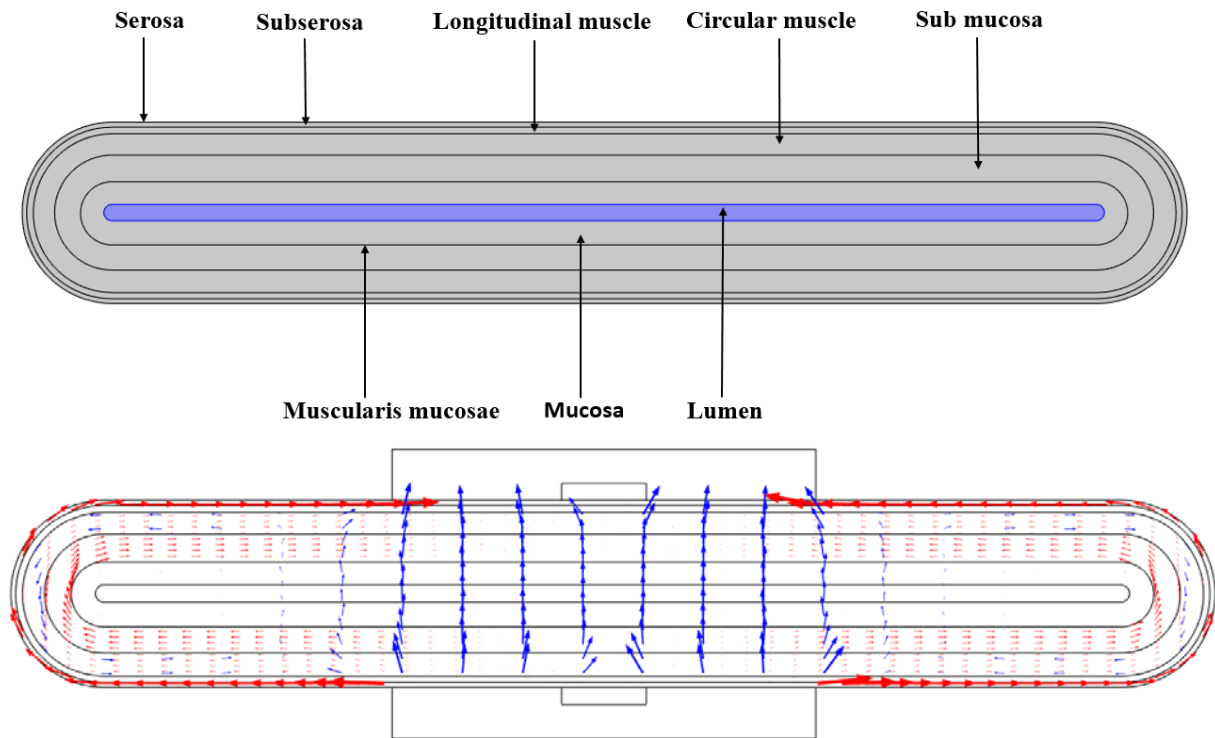 Serosa
Subserosa
Longitudinal muscle
Circular muscle
Sub mucosa
Muscularis mucosae
Mucosa
Lumen